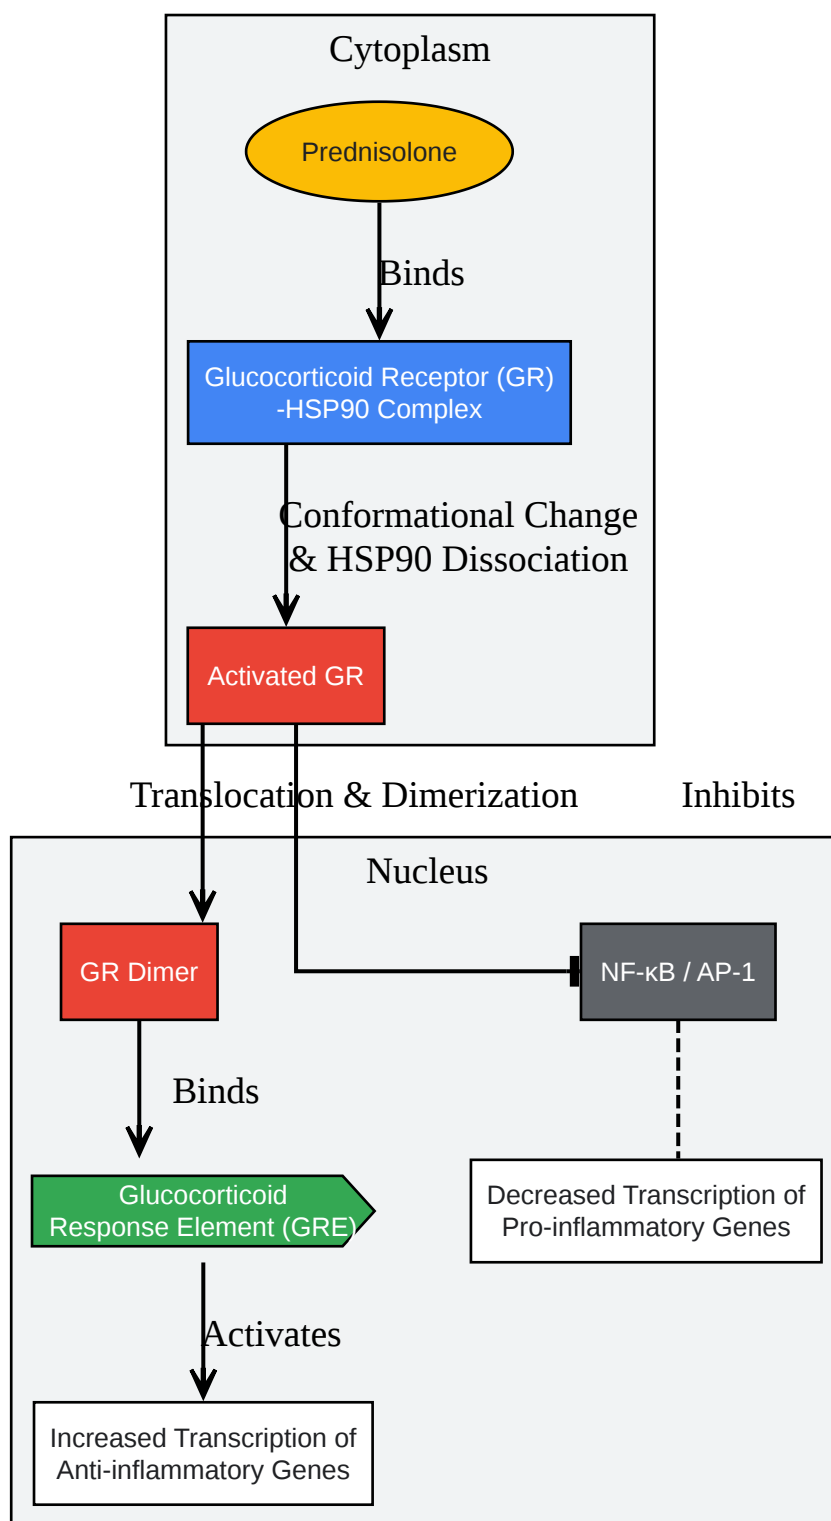 Cytoplasm
Prednisolone
Binds
Glucocorticoid Receptor (GR)
-HSP90 Complex
Conformational Change
& HSP90 Dissociation
Activated GR
Translocation & Dimerization
Inhibits
Nucleus
GR Dimer
NF-κB / AP-1
Binds
Glucocorticoid
Response Element (GRE)
Decreased Transcription of
Pro-inflammatory Genes
Activates
Increased Transcription of
Anti-inflammatory Genes